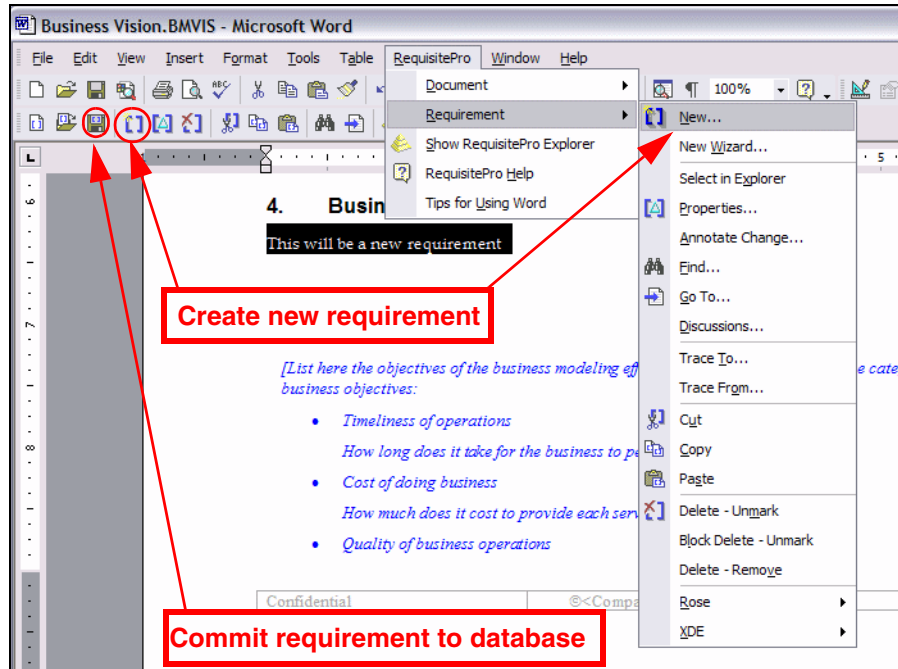 Business Vision.BMVIS - Microsoft Word
File Edit View Insert Format Tools Table RequisitePro Window Help
100%
Document
Requirement
Show RequisitePro Explorer
RequisitePro Help
Tips for Using Word
New...
New Wizard...
Select in Explorer
Properties...
Annotate Change...
Find...
Go To...
Discussions...
Trace To...
Trace From...
Cut
Copy
Paste
Delete - Unmark
Block Delete - Unmark
Delete - Remove
Rose
XDE
5
6
7
8
4. Busin
This will be a new requirement
Create new requirement
[List here the objectives of the business modeling eff e cate
business objectives:
• Timeliness of operations
How long does it take for the business to pe
• Cost of doing business
How much does it cost to provide each serv
• Quality of business operations
Confidential ©<Compa
Commit requirement to database